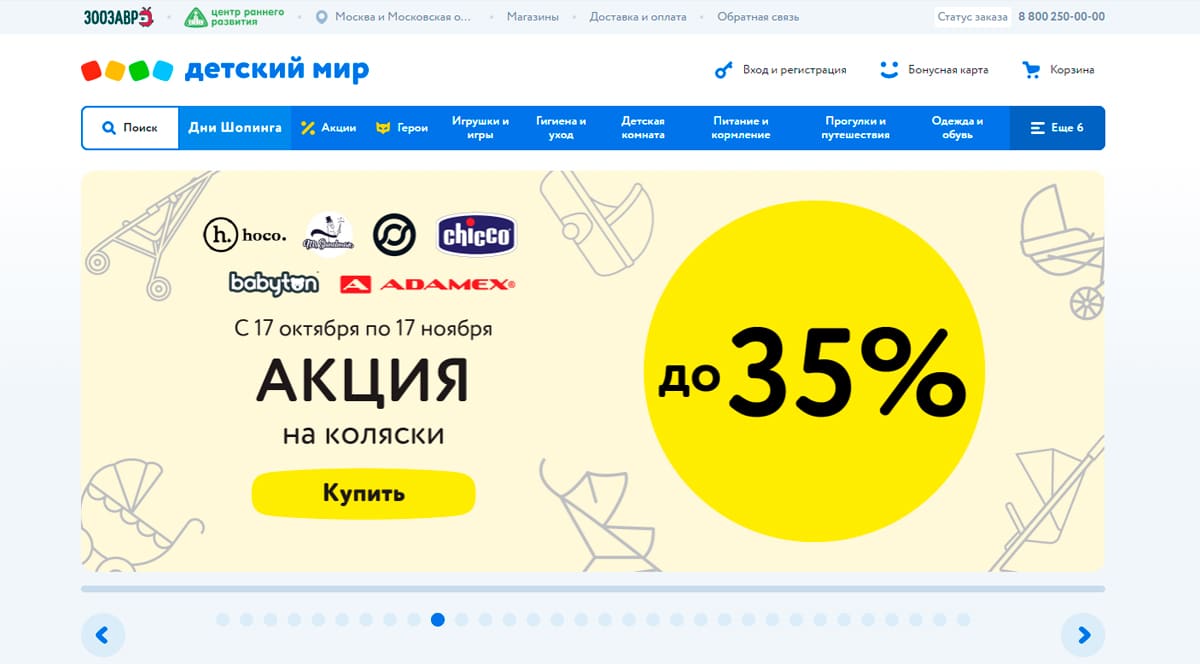 ЗООЗАВР
центр раннего
развития
Москва и Московская о...
Магазины
Доставка и оплата
Обратная связь
Статус заказа
8 800 250-00-00
детский мир
Вход и регистрация
Бонусная карта
Корзина
Поиск
Дни Шопинга
Акции
Герои
Игрушки и
игры
Гигиена и
уход
Детская
комната
Питание и
кормление
Прогулки и
путешествия
Одежда и
обувь
Еще 6
h. hoco.
Mr Sandman
chicco
babyton
ADAMEX®
С 17 октября по 17 ноября
АКЦИЯ
на коляски
Купить
до 35%